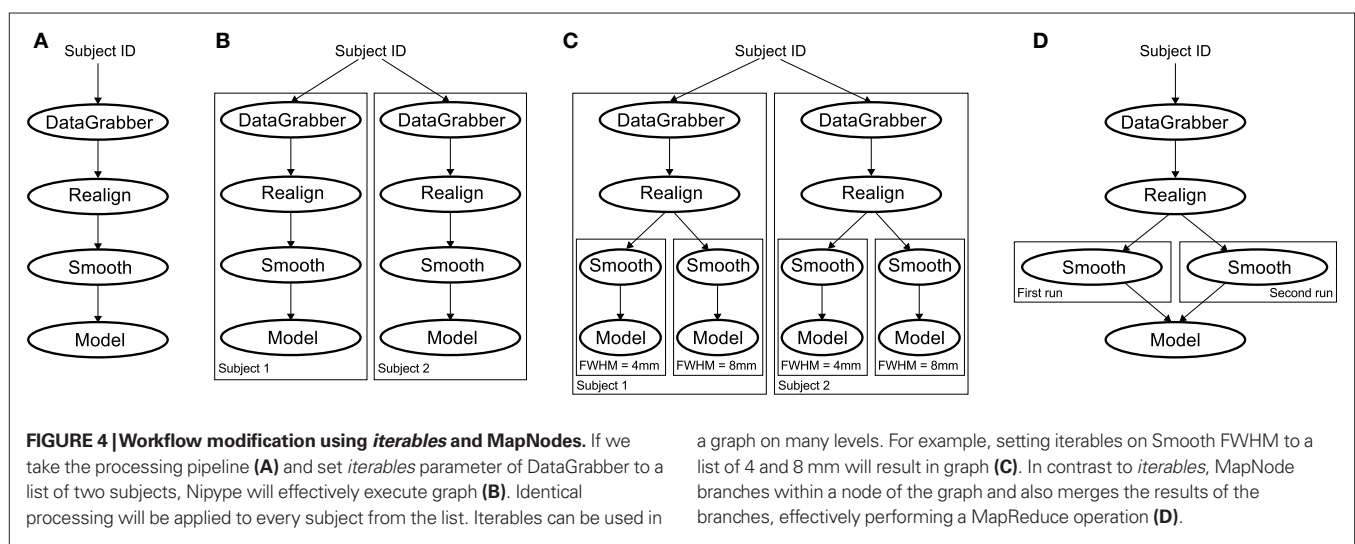 A
Subject ID
DataGrabber
Realign
Smooth
Model
B
Subject ID
DataGrabber
DataGrabber
Realign
Realign
Smooth
Smooth
Model
Model
Subject 1
Subject 2
C
Subject ID
DataGrabber
DataGrabber
Realign
Realign
Smooth
Smooth
Smooth
Smooth
Model
Model
Model
Model
FWHM = 4mm
FWHM = 8mm
FWHM = 4mm
FWHM = 8mm
Subject 1
Subject 2
D
Subject ID
DataGrabber
Realign
Smooth
Smooth
First run
Second run
Model
FIGURE 4 | Workflow modification using iterables and MapNodes. If we
take the processing pipeline (A) and set iterables parameter of DataGrabber to a
list of two subjects, Nipype will effectively execute graph (B). Identical
processing will be applied to every subject from the list. Iterables can be used in
a graph on many levels. For example, setting iterables on Smooth FWHM to a
list of 4 and 8 mm will result in graph (C). In contrast to iterables, MapNode
branches within a node of the graph and also merges the results of the
branches, effectively performing a MapReduce operation (D).